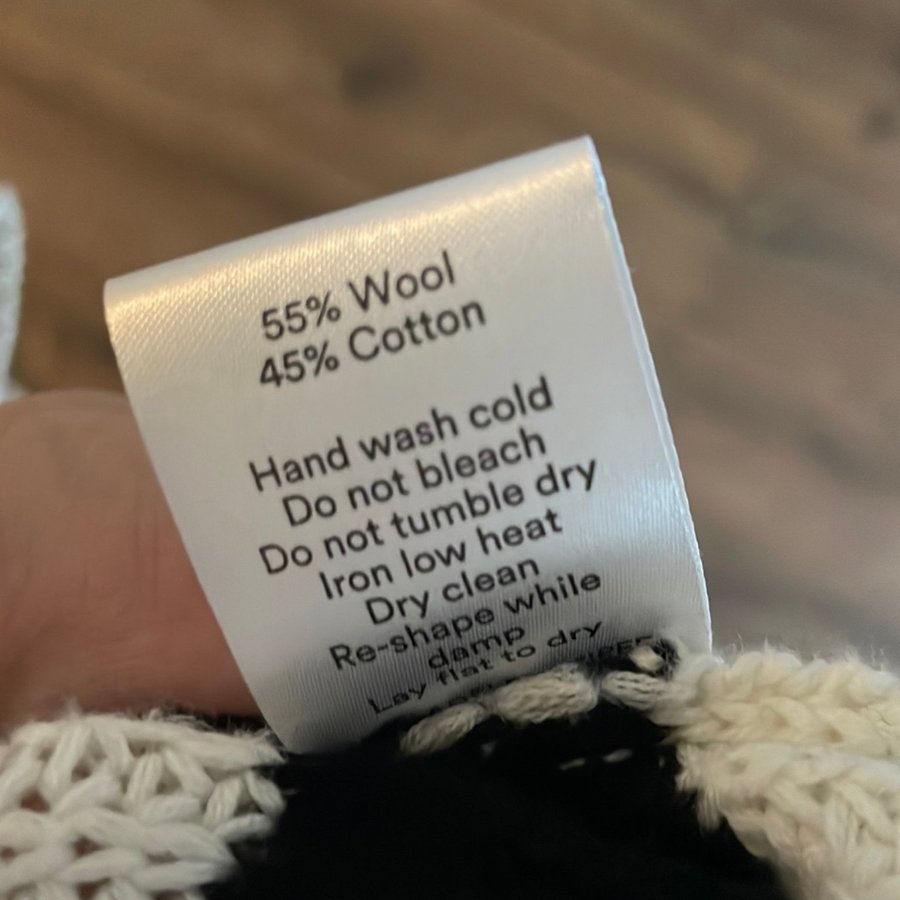 55% Wool
45% Cotton
Hand wash cold
Do not bleach
Do not tumble dry
Iron low heat
Dry clean
Re-shape while
damp
Lay flat to dry